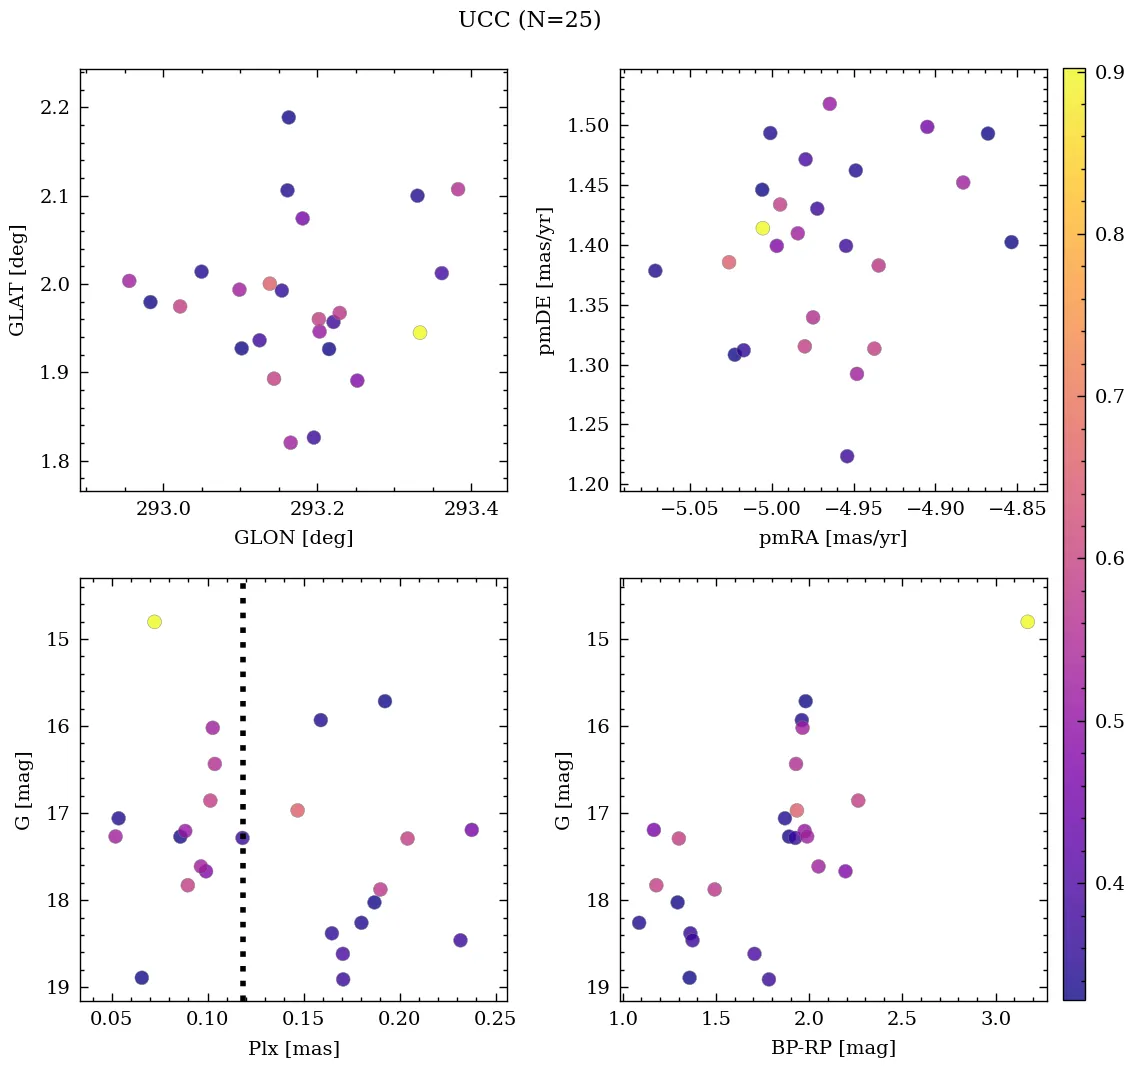 UCC (N=25)
2.2
2.1
2.0
1.9
1.8
GLAT [deg]
293.0 293.2 293.4
GLON [deg]
1.50
1.45
1.40
1.35
1.30
1.25
1.20
pmDE [mas/yr]
−5.05 −5.00 −4.95 −4.90 −4.85
pmRA [mas/yr]
15
16
17
18
19
G [mag]
0.05 0.10 0.15 0.20 0.25
Plx [mas]
15
16
17
18
19
G [mag]
1.0 1.5 2.0 2.5 3.0
BP-RP [mag]
0.9
0.8
0.7
0.6
0.5
0.4